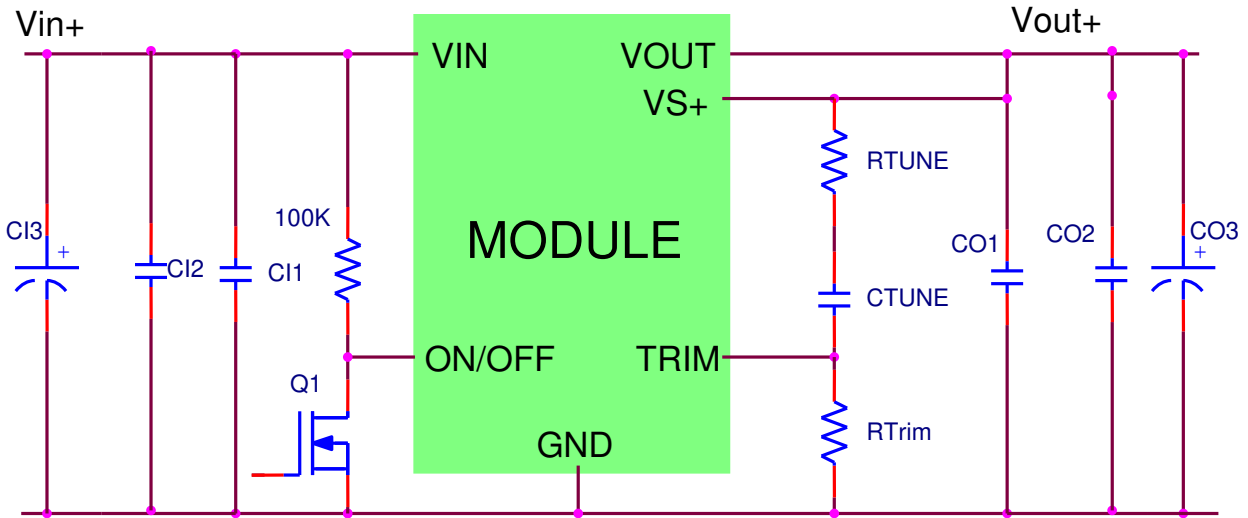 Vin+
Vout+
VIN
VOUT
VS+
RTUNE
100K
CI3
+
MODULE
CO1
CO2
CO3
+
CI2
CI1
CTUNE
ON/OFF
TRIM
Q1
RTrim
GND